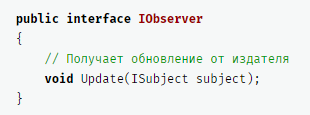 public interface IObserver
{
    // Получает обновление от издателя
    void Update(ISubject subject);
}